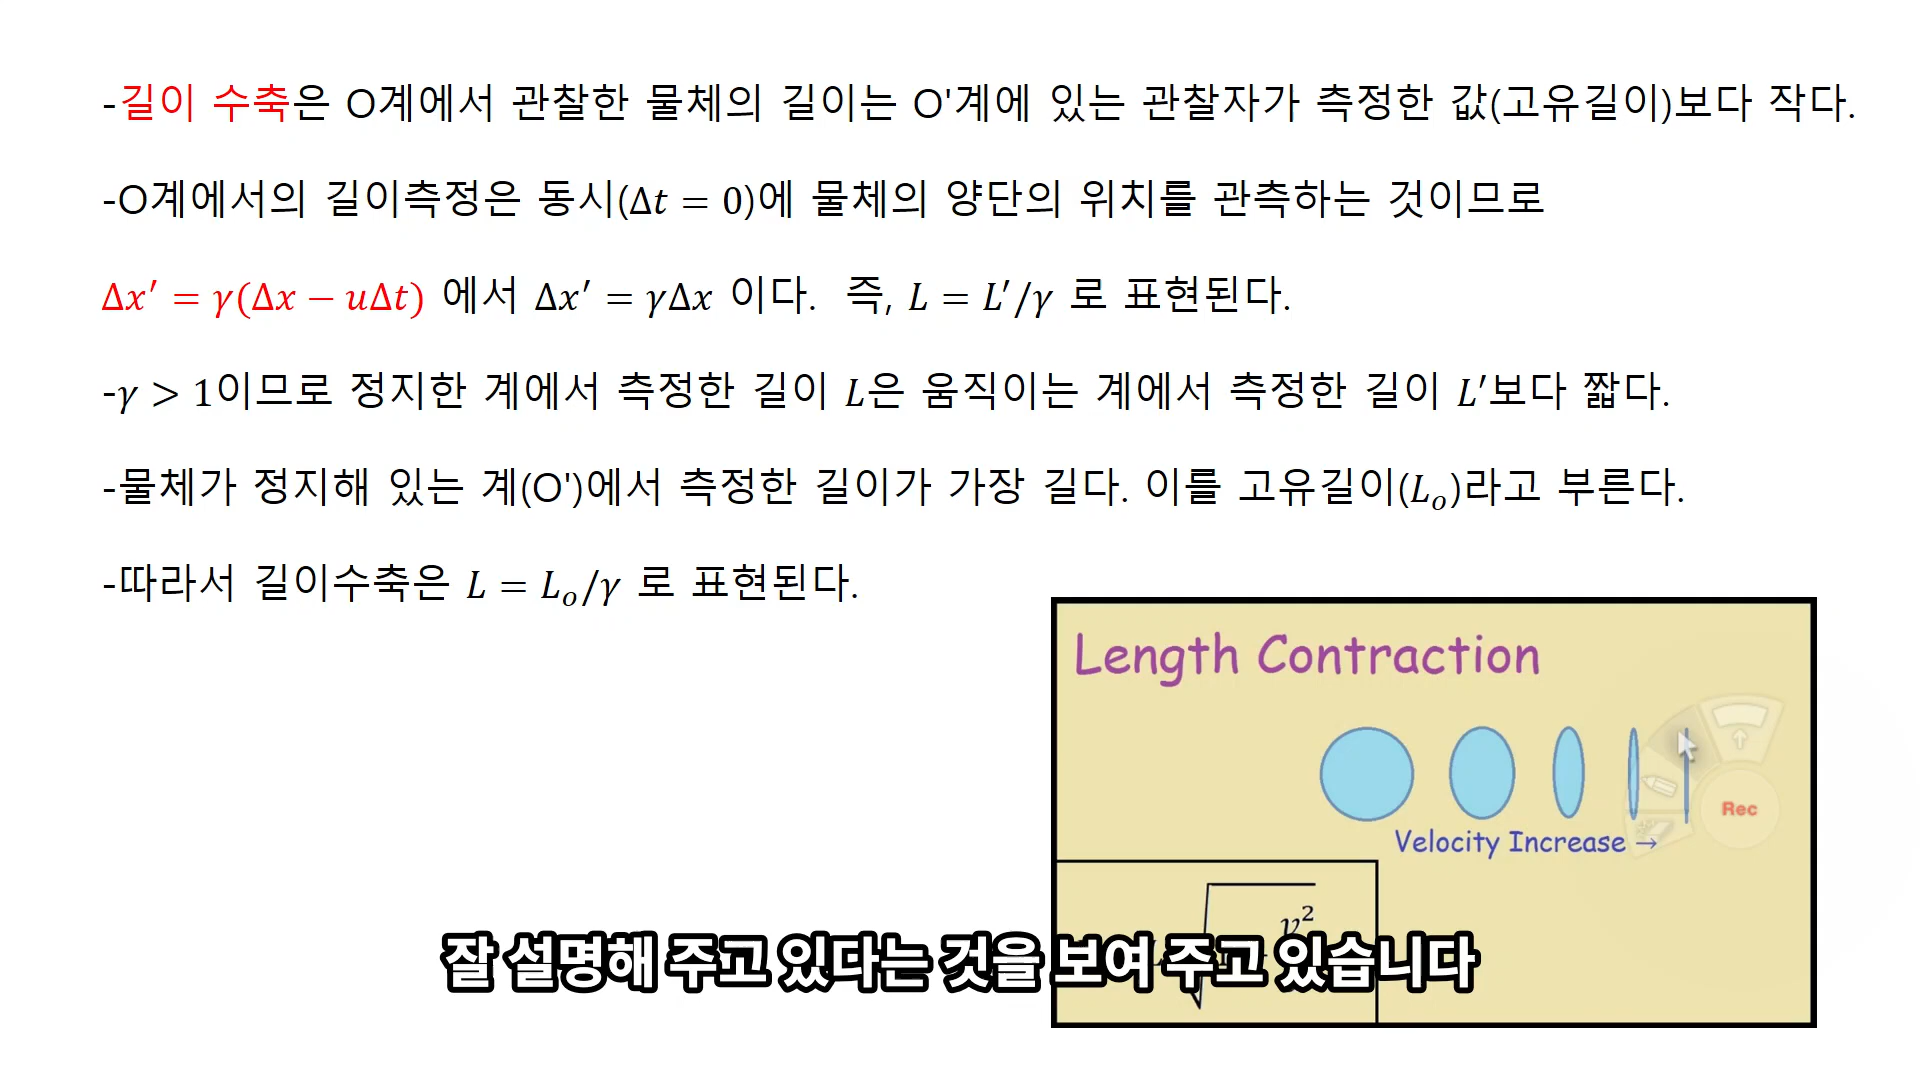 -길이 수축은 O계에서 관찰한 물체의 길이는 O'계에 있는 관찰자가 측정한 값(고유길이)보다 작다.
-O계에서의 길이측정은 동시(Δt = 0)에 물체의 양단의 위치를 관측하는 것이므로
Δx′ = γ(Δx − uΔt) 에서 Δx′ = γΔx 이다. 즉, L = L′/γ 로 표현된다.
-γ > 1이므로 정지한 계에서 측정한 길이 L은 움직이는 계에서 측정한 길이 L′보다 짧다.
-물체가 정지해 있는 계(O')에서 측정한 길이가 가장 길다. 이를 고유길이(Lₒ)라고 부른다.
-따라서 길이수축은 L = Lₒ/γ 로 표현된다.
Length Contraction
Rec
Velocity Increase →
v²
잘 설명해 주고 있다는 것을 보여 주고 있습니다